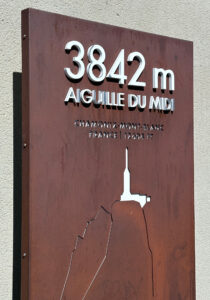 3842 m
AIGUILLE DU MIDI
CHAMONIX-MONT-BLANC
FRANCE